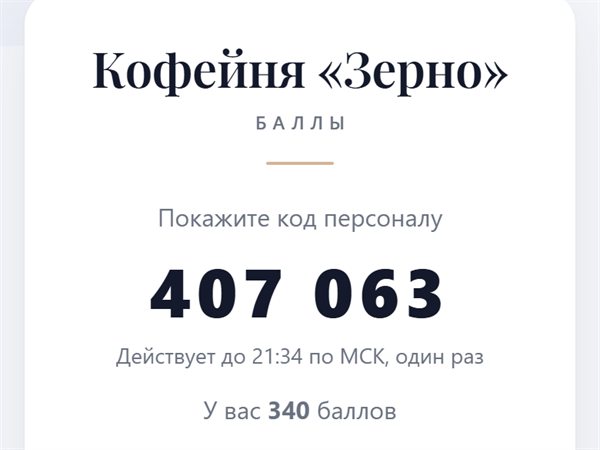 Кофейня «Зерно»
БАЛЛЫ
Покажите код персоналу
407 063
Действует до 21:34 по МСК, один раз
У вас 340 баллов